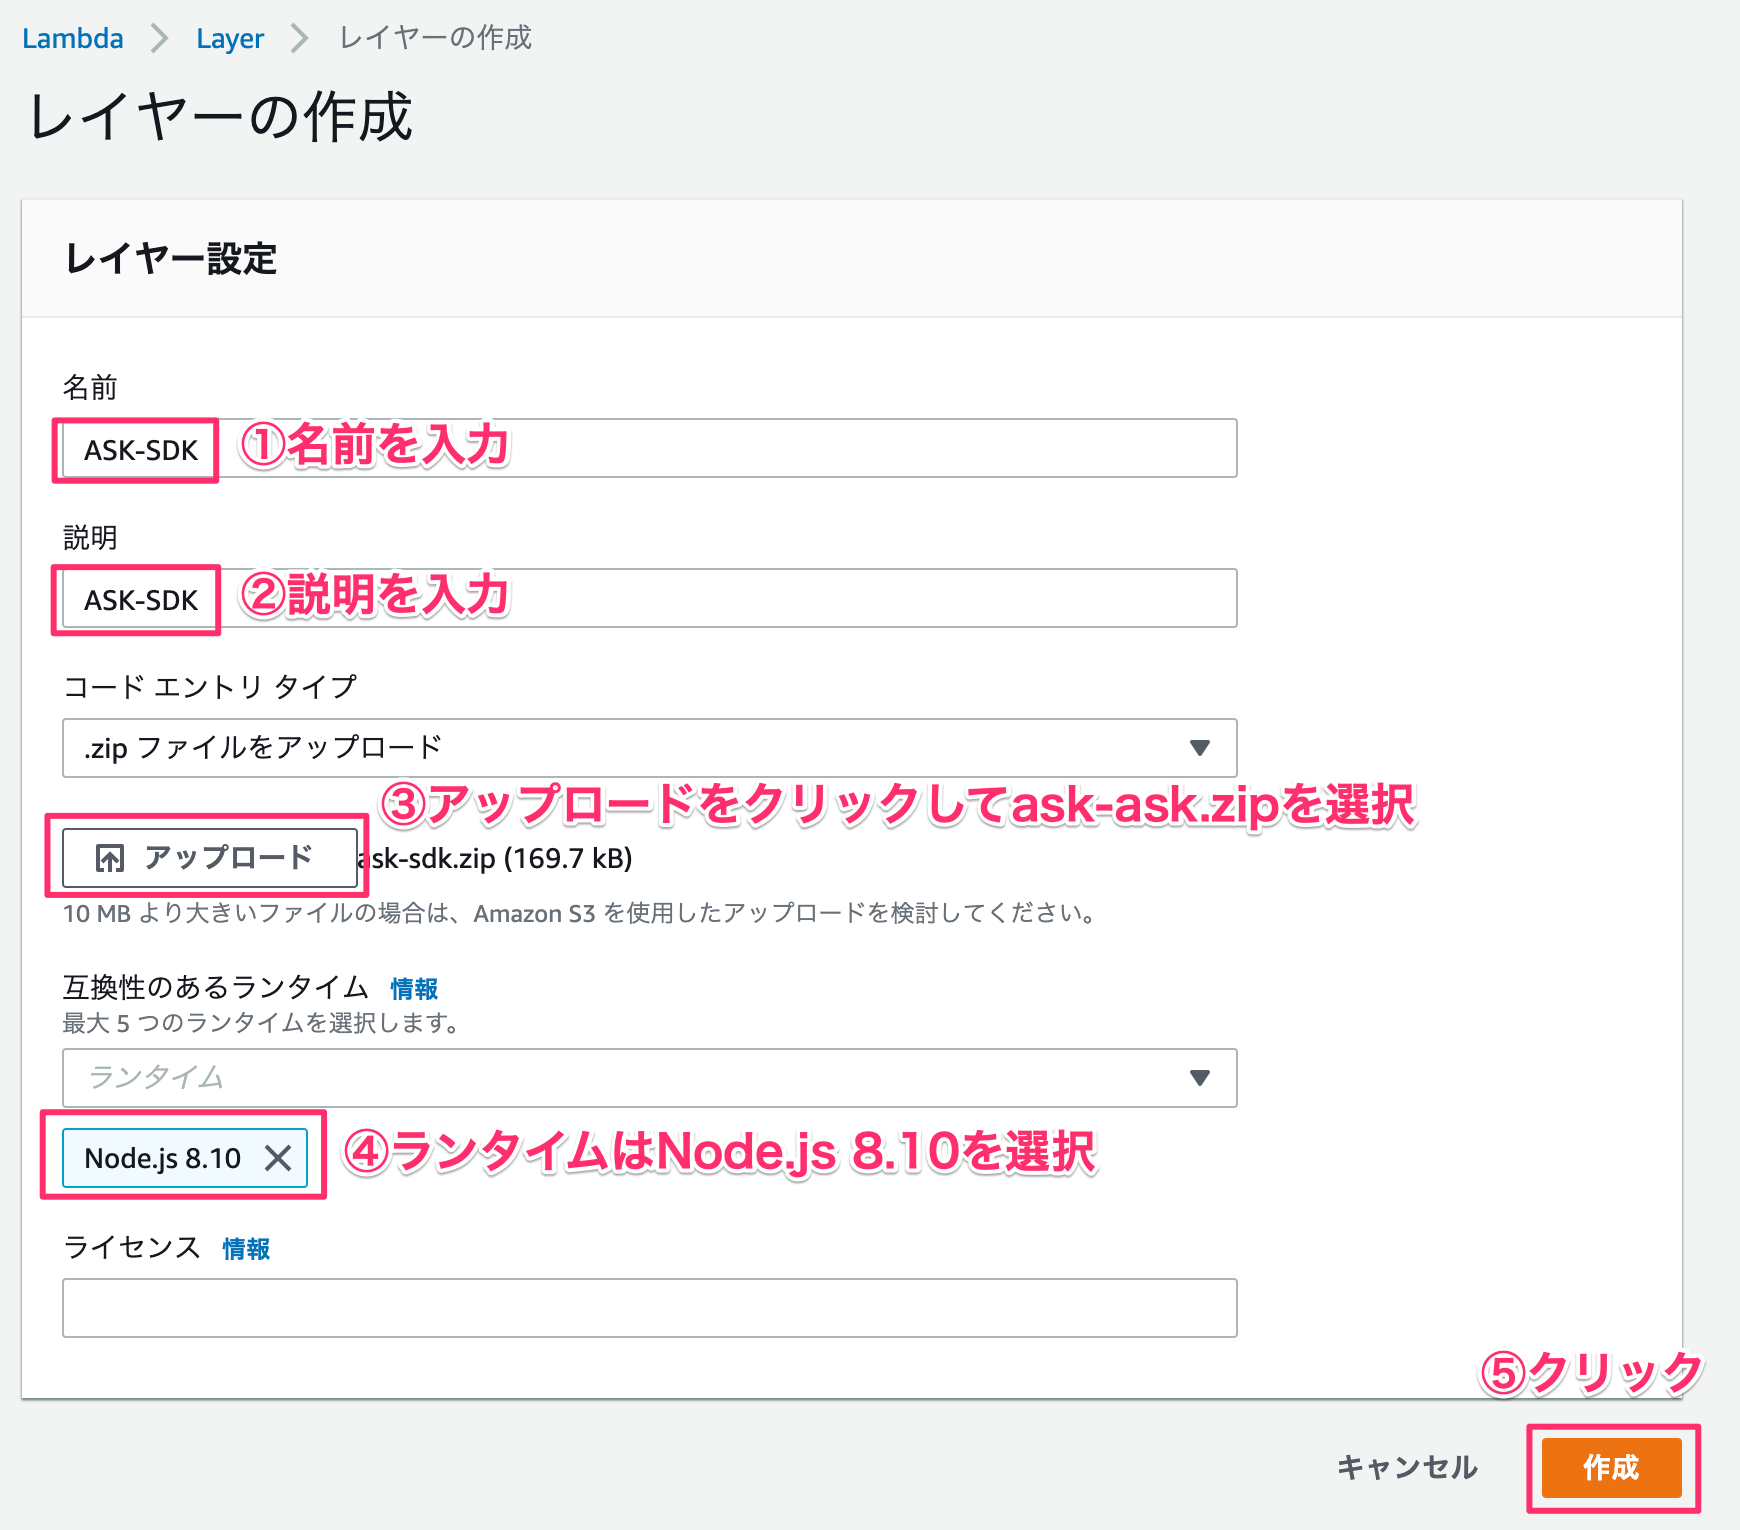 Lambda > Layer > レイヤーの作成
レイヤーの作成
レイヤー設定
名前
ASK-SDK ①名前を入力
説明
ASK-SDK ②説明を入力
コード エントリ タイプ
.zip ファイルをアップロード
③アップロードをクリックしてask-ask.zipを選択
アップロード ask-sdk.zip (169.7 kB)
10 MB より大きいファイルの場合は、Amazon S3 を使用したアップロードを検討してください。
互換性のあるランタイム 情報
最大 5 つのランタイムを選択します。
ランタイム
Node.js 8.10 ④ランタイムはNode.js 8.10を選択
ライセンス 情報
⑤クリック
キャンセル 作成